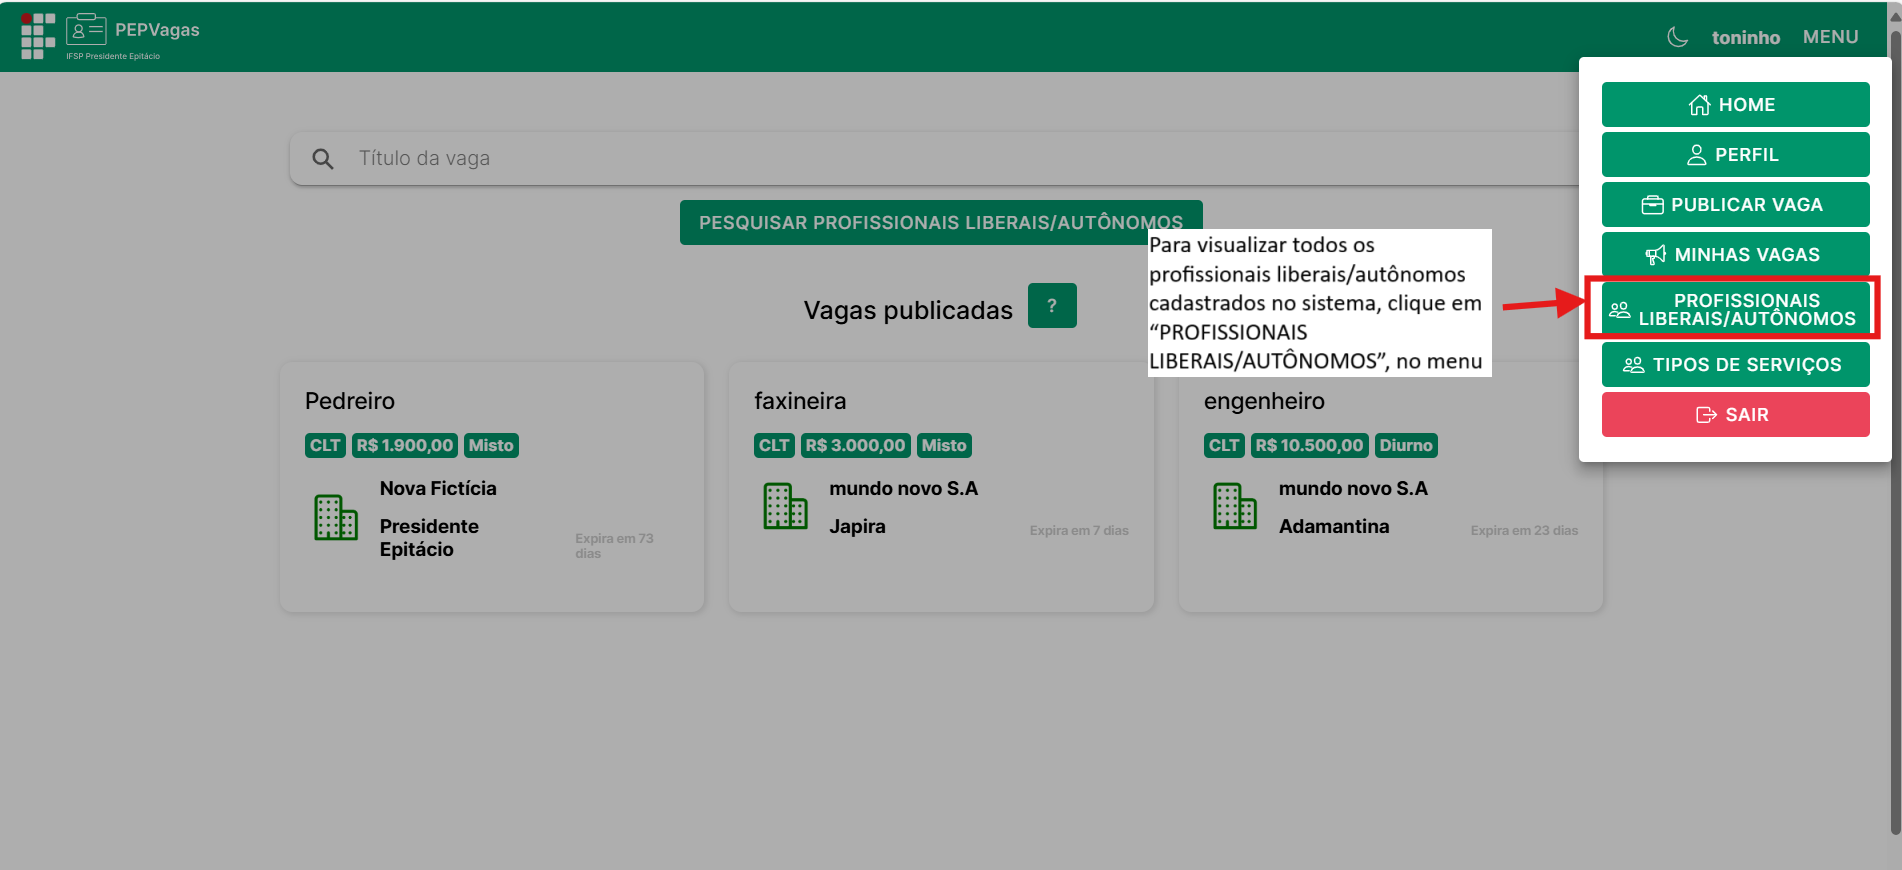 PEPVagas
IFSP Presidente Epitácio
toninho
MENU
HOME
PERFIL
PUBLICAR VAGA
MINHAS VAGAS
PROFISSIONAIS
LIBERAIS/AUTÔNOMOS
TIPOS DE SERVIÇOS
SAIR
Título da vaga
PESQUISAR PROFISSIONAIS LIBERAIS/AUTÔNOMOS
Para visualizar todos os
profissionais liberais/autônomos
cadastrados no sistema, clique em
“PROFISSIONAIS
LIBERAIS/AUTÔNOMOS”, no menu
Vagas publicadas
?
Pedreiro
CLT R$ 1.900,00 Misto
Nova Fictícia
Presidente
Epitácio
Expira em 73
dias
faxineira
CLT R$ 3.000,00 Misto
mundo novo S.A
Japira
Expira em 7 dias
engenheiro
CLT R$ 10.500,00 Diurno
mundo novo S.A
Adamantina
Expira em 23 dias